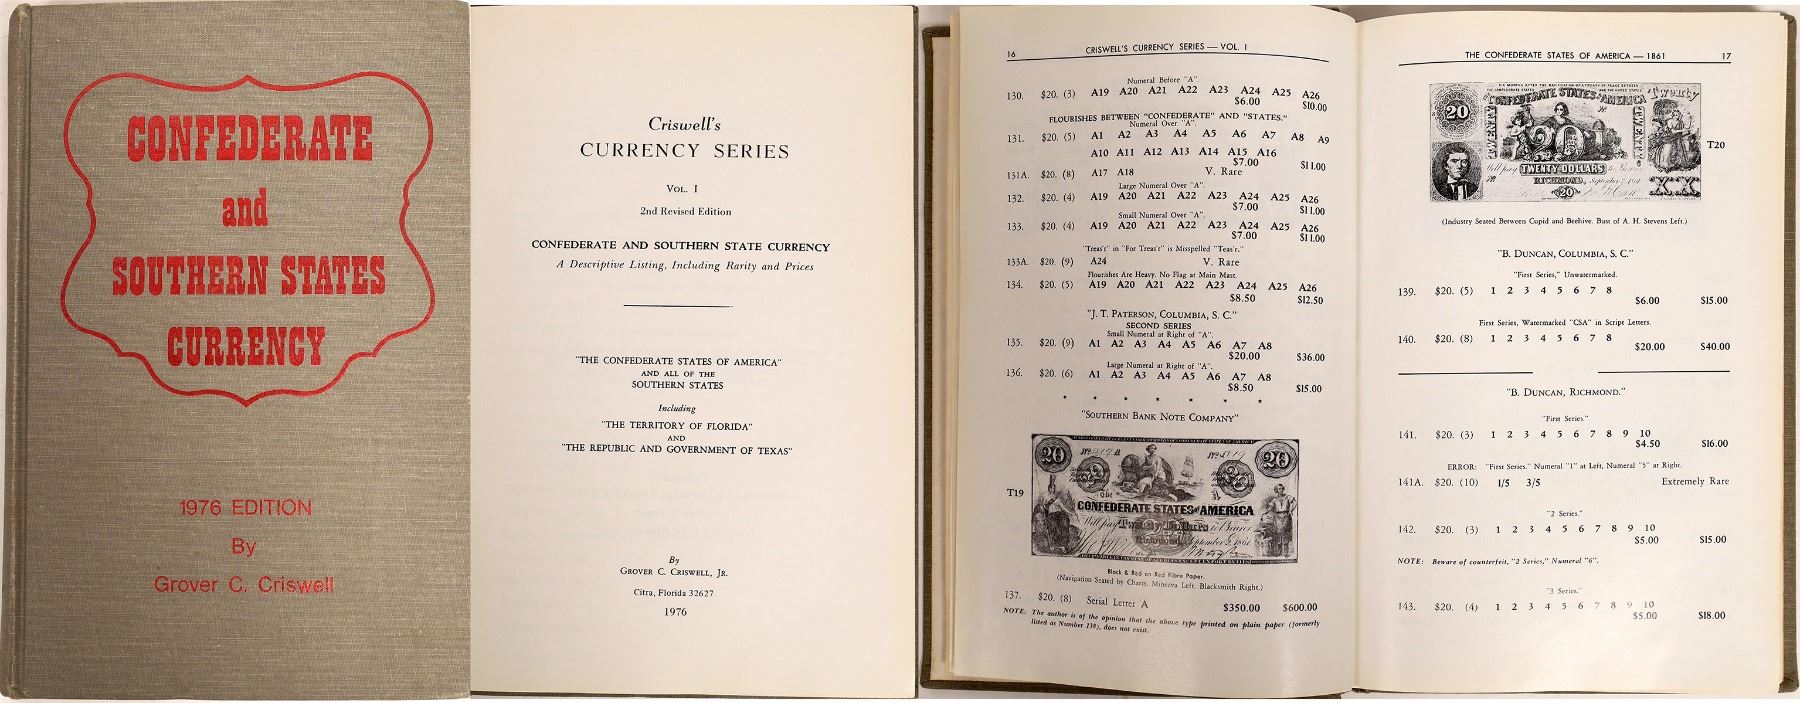 CONFEDERATE
and
SOUTHERN STATES
CURRENCY
1976 EDITION
By
Grover C. Criswell
Criswell's
CURRENCY SERIES
VOL. I
2nd Revised Edition
CONFEDERATE AND SOUTHERN STATE CURRENCY
A Descriptive Listing, Including Rarity and Prices
"THE CONFEDERATE STATES OF AMERICA"
AND ALL OF THE
SOUTHERN STATES
Including
"THE TERRITORY OF FLORIDA"
AND
"THE REPUBLIC AND GOVERNMENT OF TEXAS"
By
GROVER C. CRISWELL, JR.
Citra, Florida 32627
1976
16 CRISWELL'S CURRENCY SERIES — VOL. I
Numeral Before "A".
130. $20. (3) A19 A20 A21 A22 A23 A24 A25 A26
$6.00 $10.00
FLOURISHES BETWEEN "CONFEDERATE" AND "STATES."
Numeral Over "A".
131. $20. (5) A1 A2 A3 A4 A5 A6 A7 A8 A9
A10 A11 A12 A13 A14 A15 A16
$7.00 $11.00
131A. $20. (8) A17 A18 V. Rare
Large Numeral Over "A".
132. $20. (4) A19 A20 A21 A22 A23 A24 A25 A26
$7.00 $11.00
Small Numeral Over "A".
133. $20. (4) A19 A20 A21 A22 A23 A24 A25 A26
$7.00 $11.00
"Treas'r" in "For Treas'r" is Misspelled "Teas'r."
133A. $20. (9) A24 V. Rare
Flourishes Are Heavy. No Flag at Main Mast.
134. $20. (5) A19 A20 A21 A22 A23 A24 A25 A26
$8.50 $12.50
"J. T. PATERSON, COLUMBIA, S. C."
SECOND SERIES
Small Numeral at Right of "A".
135. $20. (9) A1 A2 A3 A4 A5 A6 A7 A8
$20.00 $36.00
Large Numeral at Right of "A".
136. $20. (6) A1 A2 A3 A4 A5 A6 A7 A8
$8.50 $15.00
* * * * * * *
"SOUTHERN BANK NOTE COMPANY"
T19
20 20
CONFEDERATE STATES OF AMERICA
Will pay Twenty Dollars to Bearer
Richmond September 2, 1861
Black & Red on Red Fibre Paper.
(Navigation Seated by Charts. Minerva Left. Blacksmith Right.)
137. $20. (8) Serial Letter A $350.00 $600.00
NOTE: The author is of the opinion that the above type printed on plain paper (formerly
listed as Number 138), does not exist.
THE CONFEDERATE STATES OF AMERICA — 1861 17
CONFEDERATE STATES OF AMERICA Twenty
20
TWENTY DOLLARS
RICHMOND, September 2, 1861
20
XX
T20
(Industry Seated Between Cupid and Beehive. Bust of A. H. Stevens Left.)
"B. DUNCAN, COLUMBIA, S. C."
"First Series," Unwatermarked.
139. $20. (5) 1 2 3 4 5 6 7 8
$6.00 $15.00
First Series, Watermarked "CSA" in Script Letters.
140. $20. (8) 1 2 3 4 5 6 7 8
$20.00 $40.00
"B. DUNCAN, RICHMOND."
"First Series."
141. $20. (3) 1 2 3 4 5 6 7 8 9 10
$4.50 $16.00
ERROR: "First Series." Numeral "1" at Left, Numeral "5" at Right.
141A. $20. (10) 1/5 3/5 Extremely Rare
"2 Series."
142. $20. (3) 1 2 3 4 5 6 7 8 9 10
$5.00 $15.00
NOTE: Beware of counterfeit, "2 Series," Numeral "6".
"3 Series."
143. $20. (4) 1 2 3 4 5 6 7 8 9 10
$5.00 $18.00